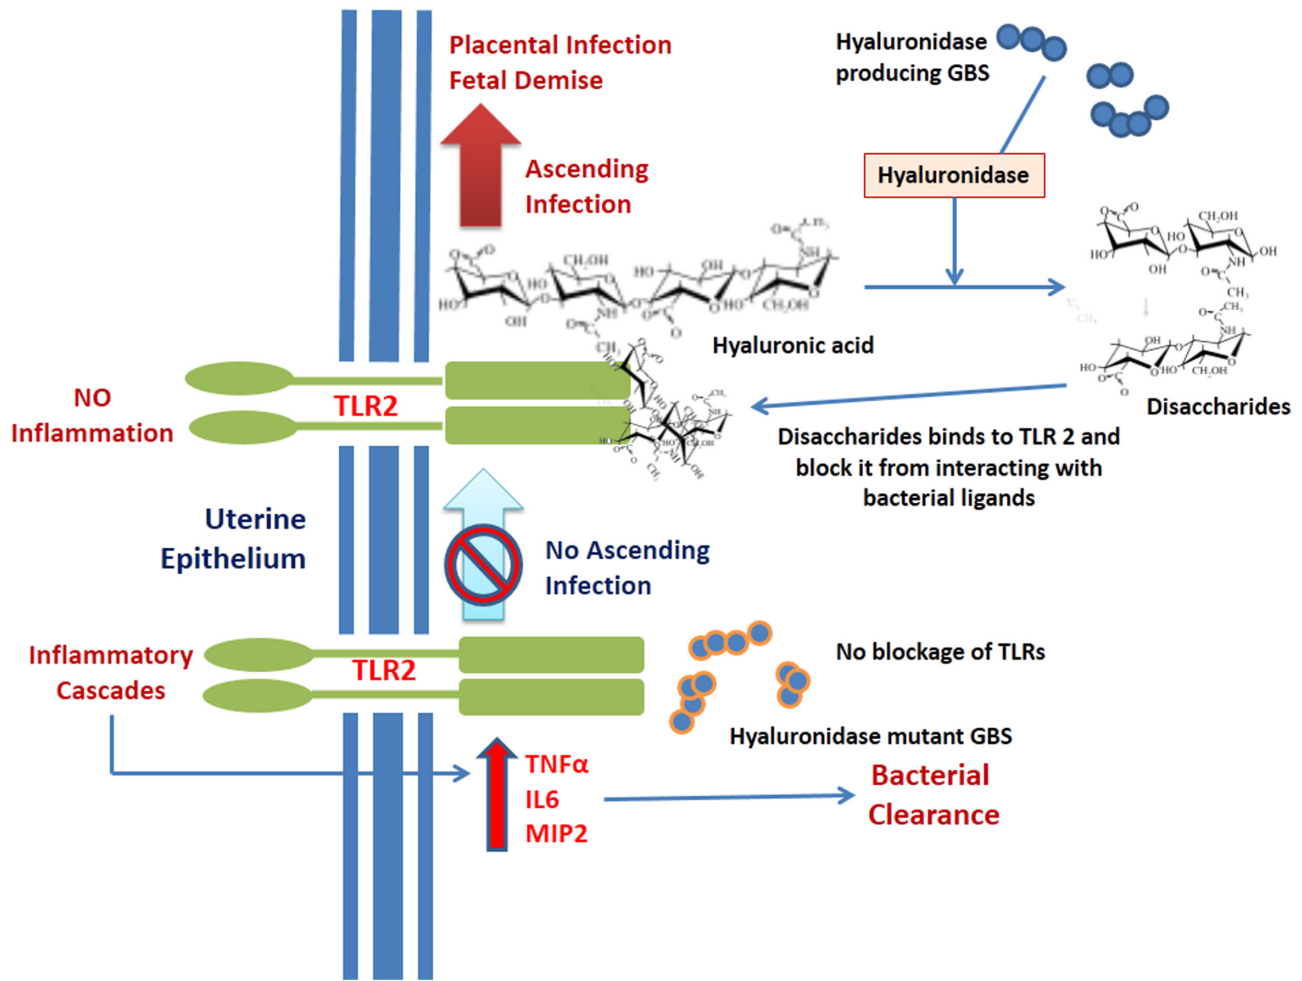 Placental Infection
Fetal Demise
Hyaluronidase
producing GBS
Ascending
Infection
Hyaluronidase
Hyaluronic acid
NO
Inflammation
TLR2
Disaccharides
Disaccharides binds to TLR 2 and
block it from interacting with
bacterial ligands
Uterine
Epithelium
No Ascending
Infection
Inflammatory
Cascades
TLR2
No blockage of TLRs
Hyaluronidase mutant GBS
TNFα
IL6
MIP2
Bacterial
Clearance